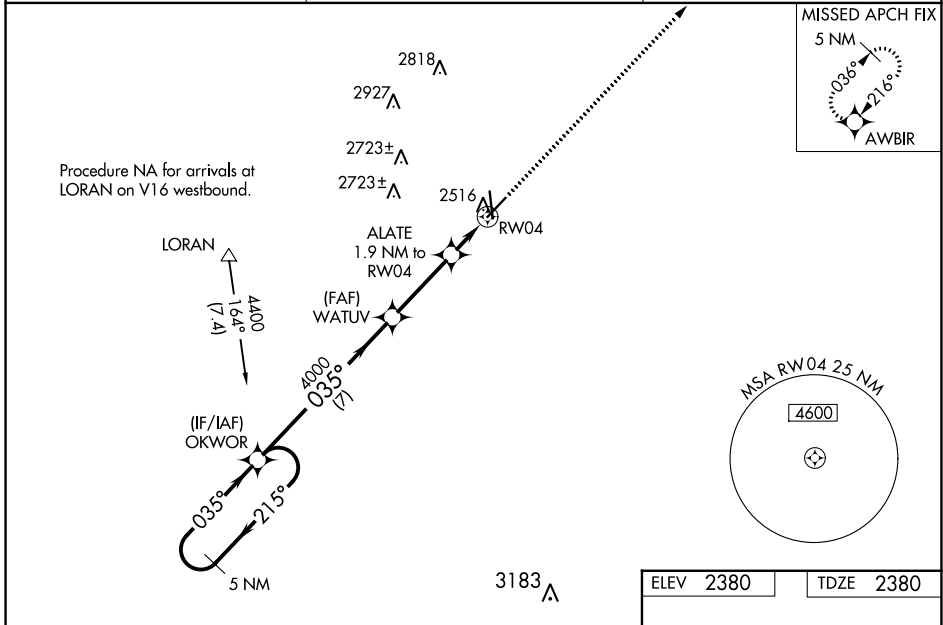 MISSED APCH FIX
5 NM
036°
216°
AWBIR
2818
2927
2723±
2723±
2516
RW04
Procedure NA for arrivals at
LORAN on V16 westbound.
LORAN
4400
164°
(7.4)
ALATE
1.9 NM to
RW04
(FAF)
WATUV
4000
035°
(7)
(IF/IAF)
OKWOR
035°
215°
5 NM
MSA RW04 25 NM
4600
3183
ELEV 2380
TDZE 2380